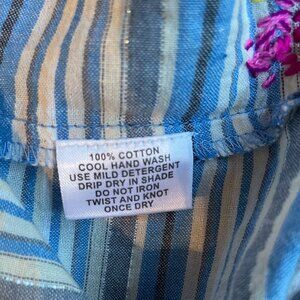 100% COTTON
COOL HAND WASH
USE MILD DETERGENT
DRIP DRY IN SHADE
DO NOT IRON
TWIST AND KNOT
ONCE DRY